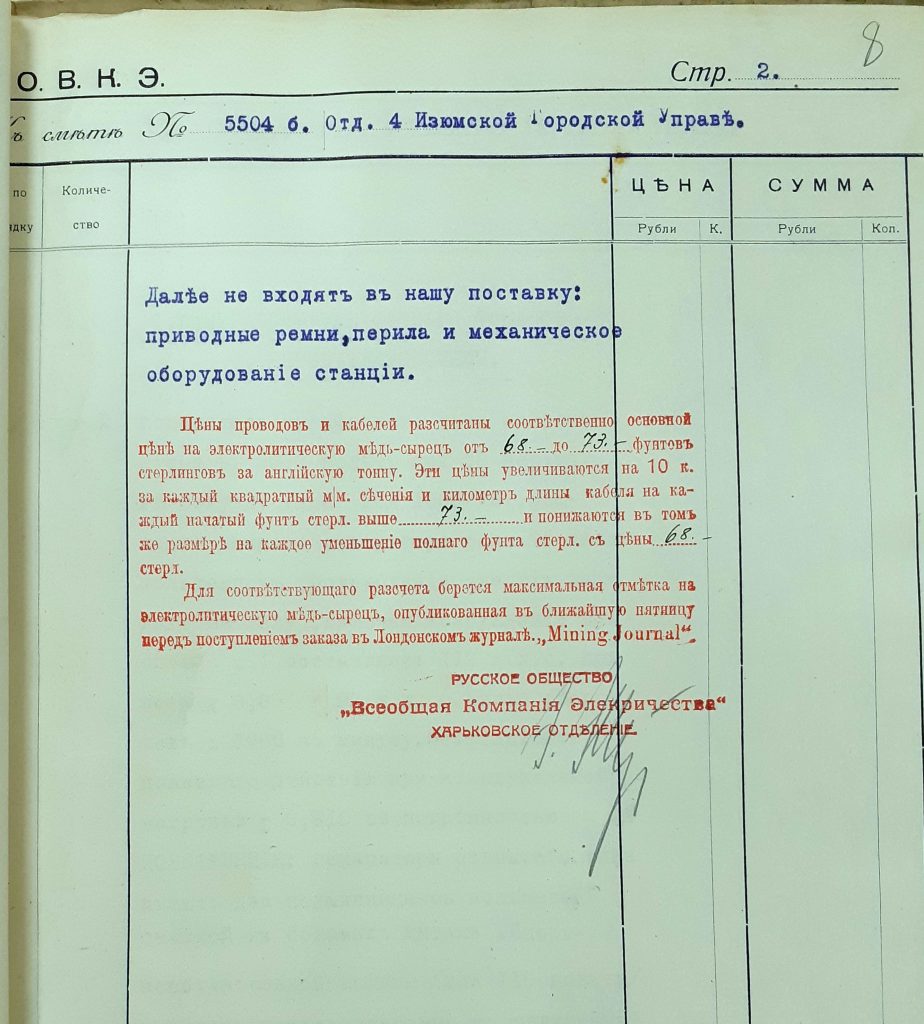 8
О. В. К. Э.
Стр. 2.
смѣтѣ № 5504 б. Отд. 4 Изюмской Городской Управѣ.
по
Количе-
ство
ЦѢНА
СУММА
Рубли К. Рубли Коп.
Далѣе не входятъ въ нашу поставку:
приводные ремни,перила и механическое
оборудованіе станціи.
Цѣны проводовъ и кабелей разсчитаны соотвѣтственно основной
цѣнѣ на электролитическую мѣдь-сырецъ отъ 68.– до 73.– фунтовъ
стерлинговъ за англійскую тонну. Эти цѣны увеличиваются на 10 к.
за каждый квадратный м|м. сѣченія и километръ длины кабеля на ка-
ждый начатый фунтъ стерл. выше 73.– и понижаются въ томъ
же размѣрѣ на каждое уменьшеніе полнаго фунта стерл. съ цѣны 68.–
стерл.
Для соотвѣтствующаго разсчета берется максимальная отмѣтка на
электролитическую мѣдь-сырецъ, опубликованная въ ближайшую пятницу
передъ поступленіемъ заказа въ Лондонскомъ журналѣ „Mining Journal“.
РУССКОЕ ОБЩЕСТВО
„Всеобщая Компанія Элекричества“
ХАРЬКОВСКОЕ ОТДѢЛЕНІЕ.